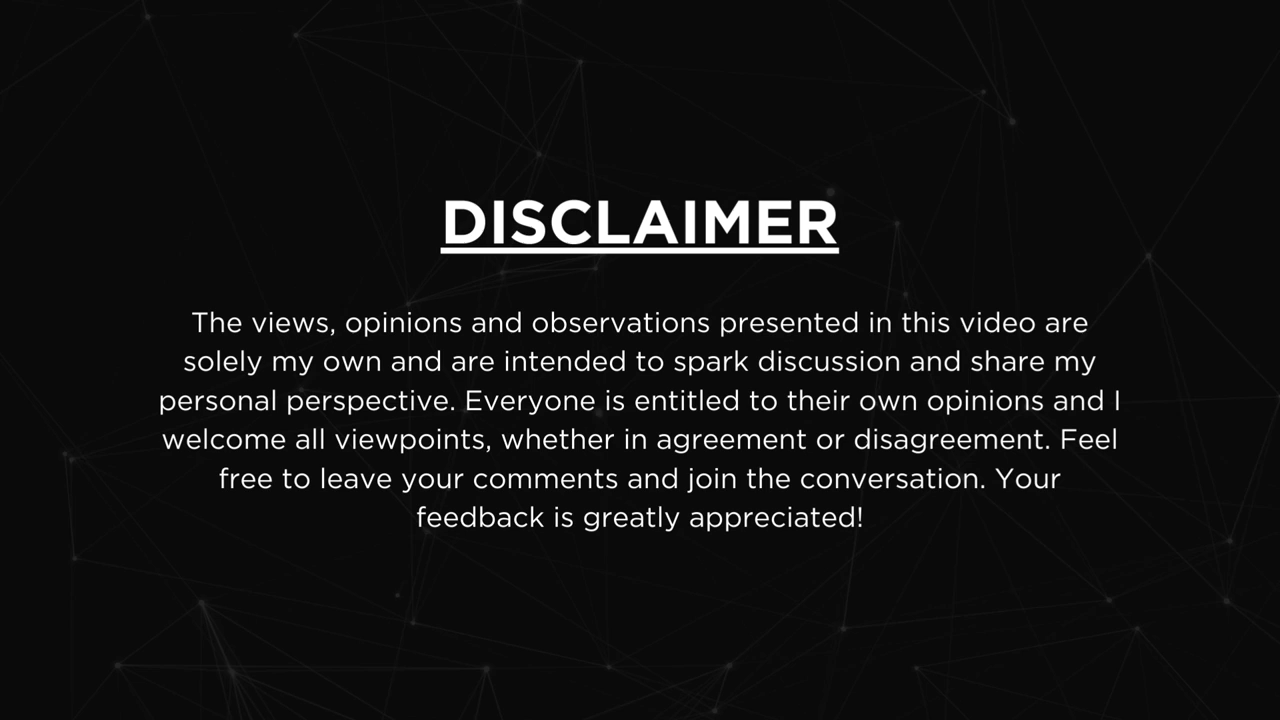 DISCLAIMER
The views, opinions and observations presented in this video are
solely my own and are intended to spark discussion and share my
personal perspective. Everyone is entitled to their own opinions and I
welcome all viewpoints, whether in agreement or disagreement. Feel
free to leave your comments and join the conversation. Your
feedback is greatly appreciated!